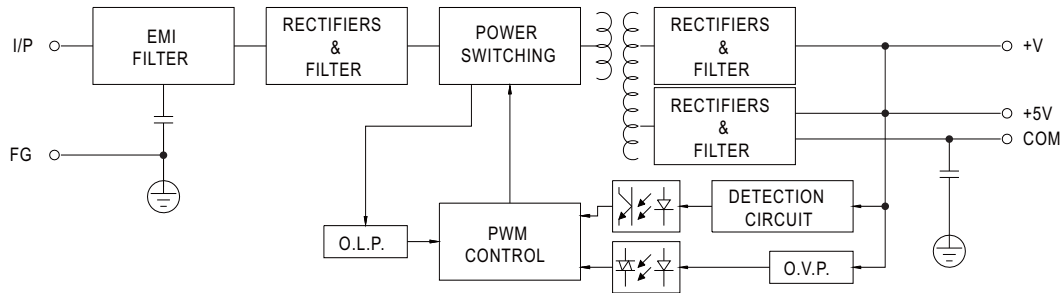 I/P
EMI
FILTER
RECTIFIERS
&
FILTER
POWER
SWITCHING
RECTIFIERS
&
FILTER
+V
RECTIFIERS
&
FILTER
+5V
COM
FG
O.L.P.
PWM
CONTROL
DETECTION
CIRCUIT
O.V.P.